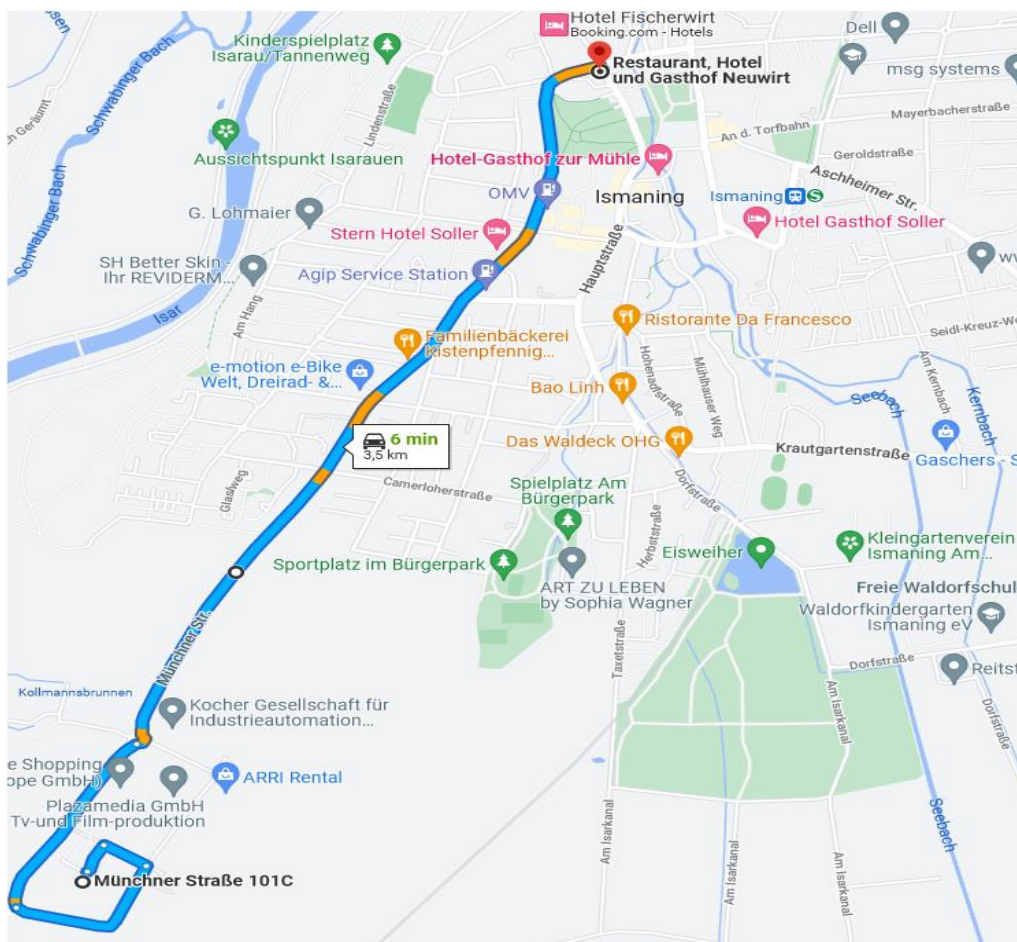 Hotel Fischerwirt
Booking.com - Hotels
Dell
Kinderspielplatz
Isarau/Tannenweg
Restaurant, Hotel
und Gasthof Neuwirt
msg systems
Schwabinger Bach
Lindenstraße
Mayerbacherstraße
An d. Torfbahn
Aussichtspunkt Isarauen
Hotel-Gasthof zur Mühle
Geroldstraße
Aschheimer Str.
OMV
Ismaning
Ismaning
S
G. Lohmaier
Hotel Gasthof Soller
Schwabinger Bach
Stern Hotel Soller
Hauptstraße
SH Better Skin -
Ihr REVIDERM...
Agip Service Station
Isar
Am Hang
Ristorante Da Francesco
Seidl-Kreuz-We
Familienbäckerei
Kistenpfennig...
Hohenadlstraße
Mühlhauser Weg
Am Kernbach
Kernbach
Seebach
e-motion e-Bike
Welt, Dreirad- &...
Bao Linh
6 min
3,5 km
Das Waldeck OHG
Krautgartenstraße
Gaschers - S
Glaslweg
Camerloherstraße
Spielplatz Am
Bürgerpark
Dorfstraße
Herbststraße
Eisweiher
Kleingartenverein
Ismaning Am...
Sportplatz im Bürgerpark
ART ZU LEBEN
by Sophia Wagner
Freie Waldorfschul
Waldorfkindergarten
Ismaning eV
Münchner Str.
Taxetstraße
Dorfstraße
Reitst
Kollmannsbrunnen
Am Isarkanal
Dorfstraße
Kocher Gesellschaft für
Industrieautomation...
e Shopping
ope GmbH)
ARRI Rental
Plazamedia GmbH
Tv-und Film-produktion
Am Isarkanal
Am Isarkanal
Seebach
Münchner Straße 101C